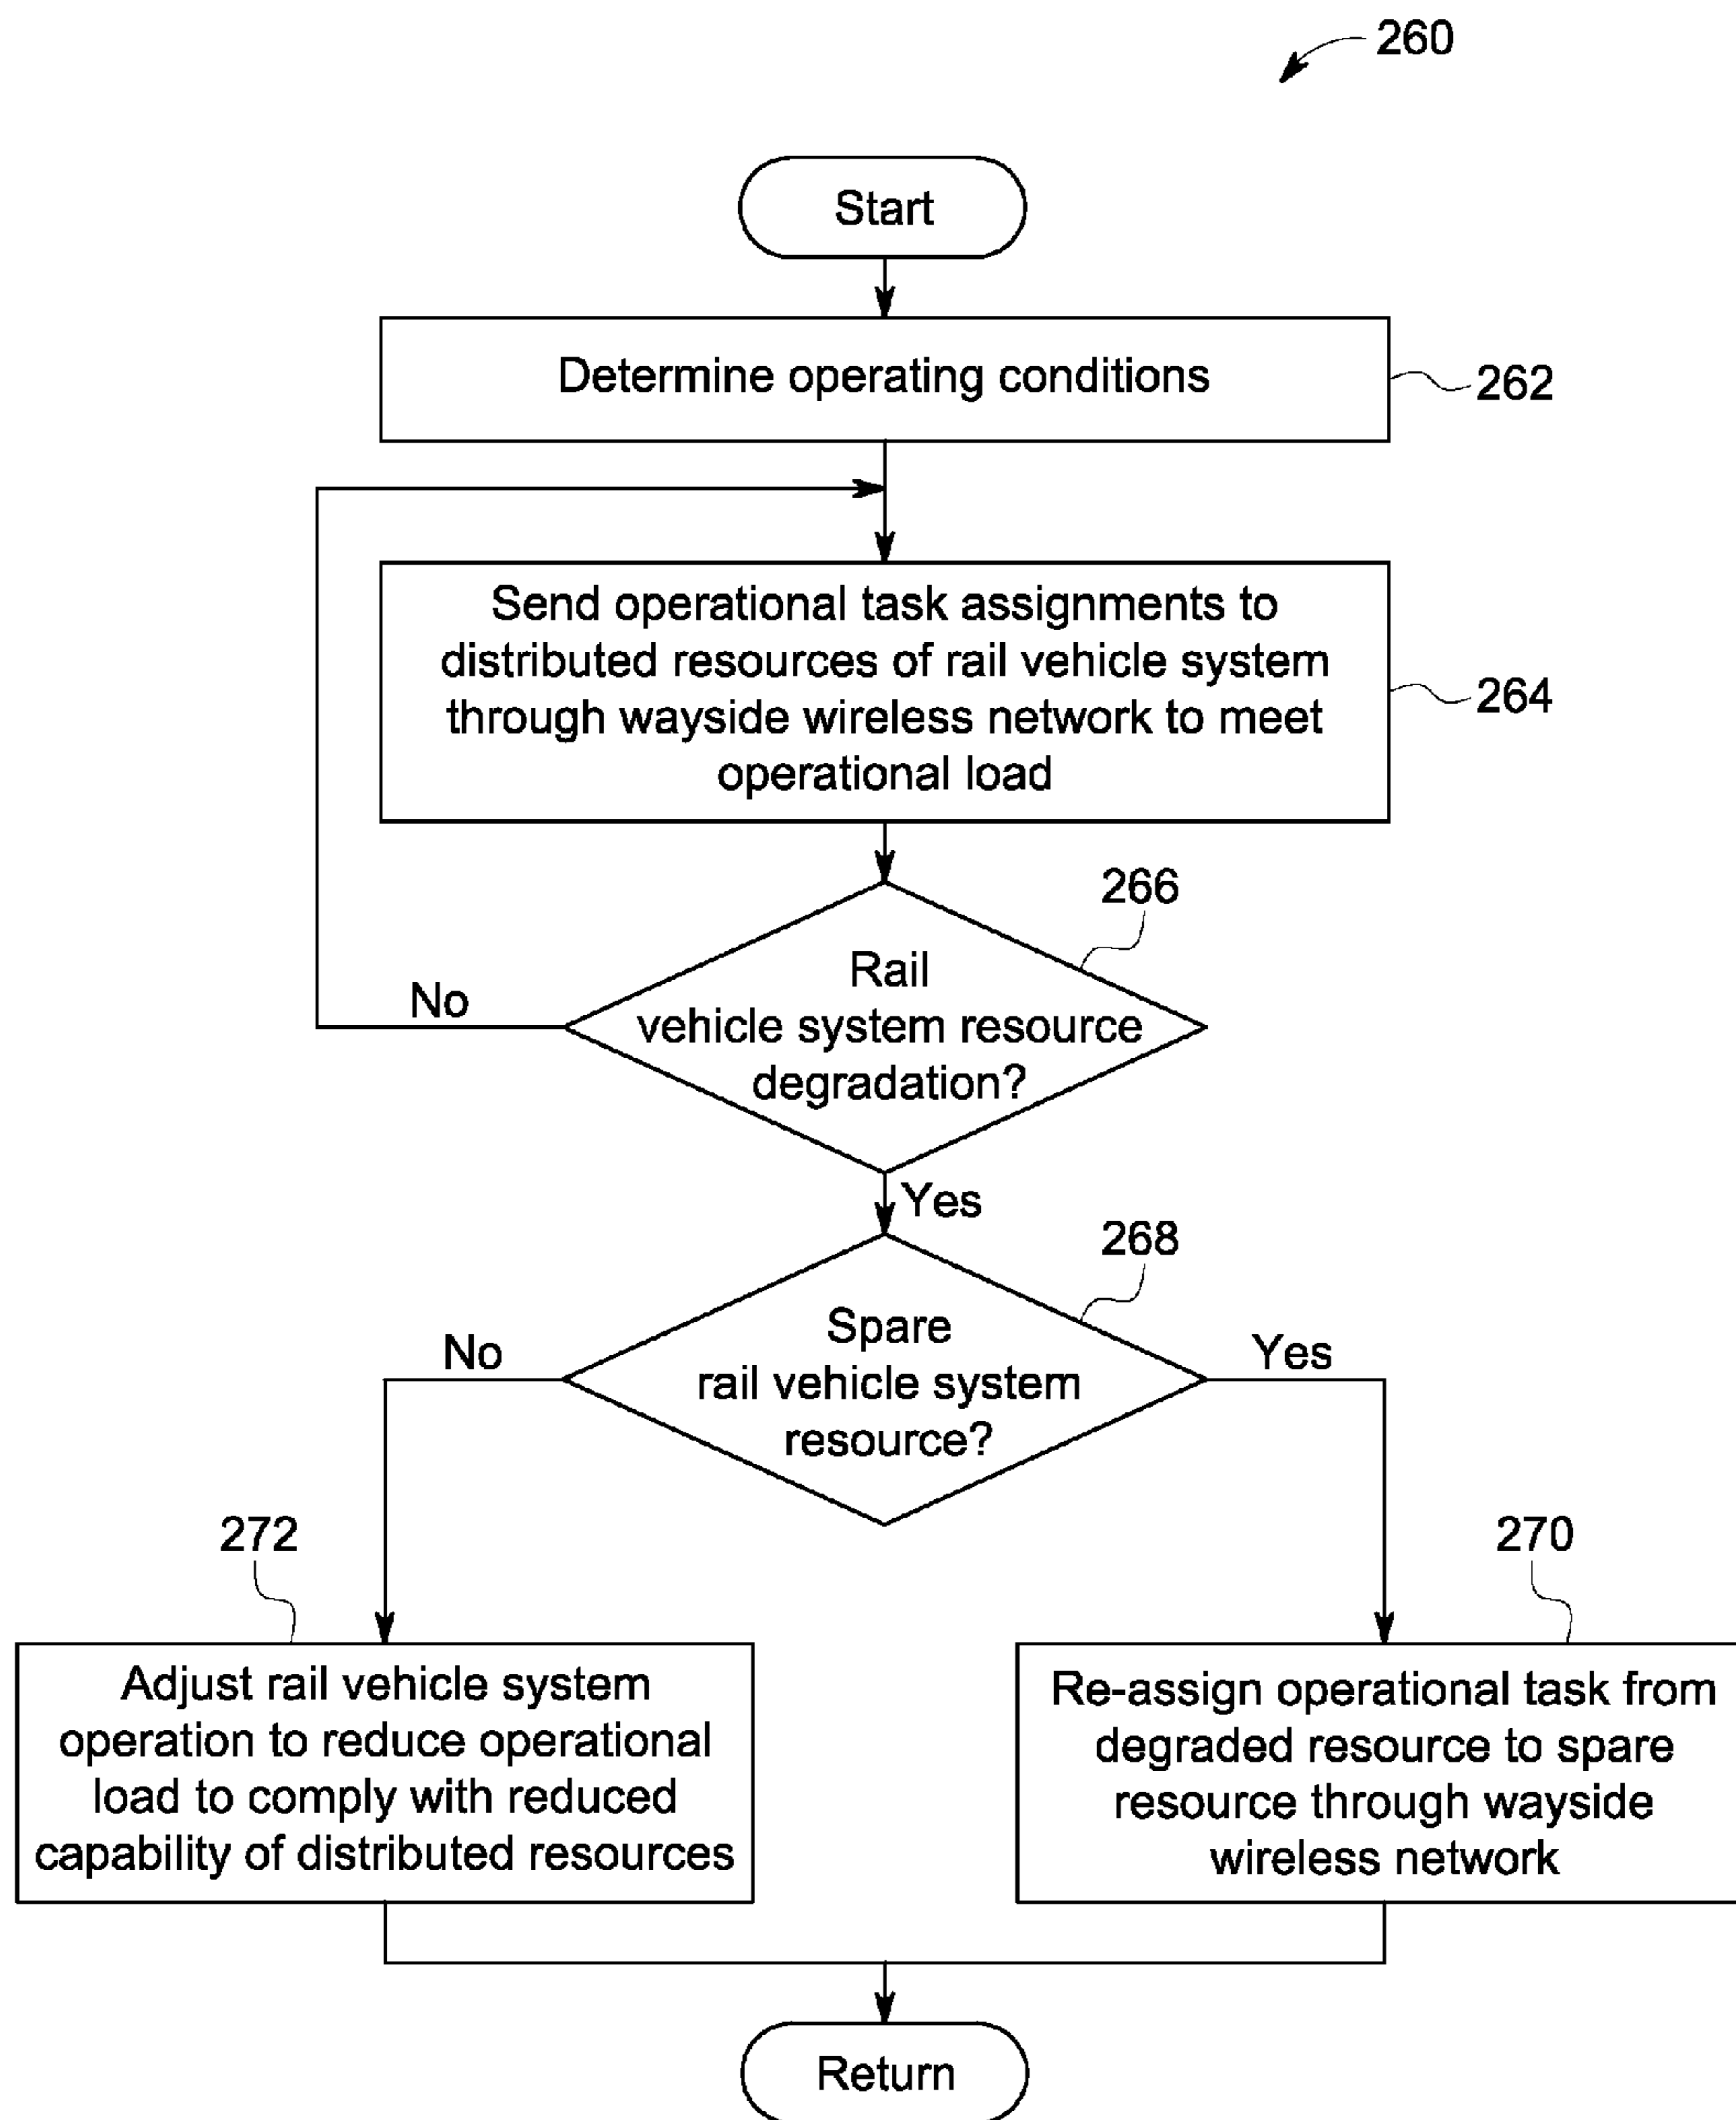 260
Start
Determine operating conditions
262
Send operational task assignments to
distributed resources of rail vehicle system
through wayside wireless network to meet
operational load
264
266
Rail
vehicle system resource
degradation?
No
Yes
268
Spare
rail vehicle system
resource?
No
Yes
272
270
Adjust rail vehicle system
operation to reduce operational
load to comply with reduced
capability of distributed resources
Re-assign operational task from
degraded resource to spare
resource through wayside
wireless network
Return